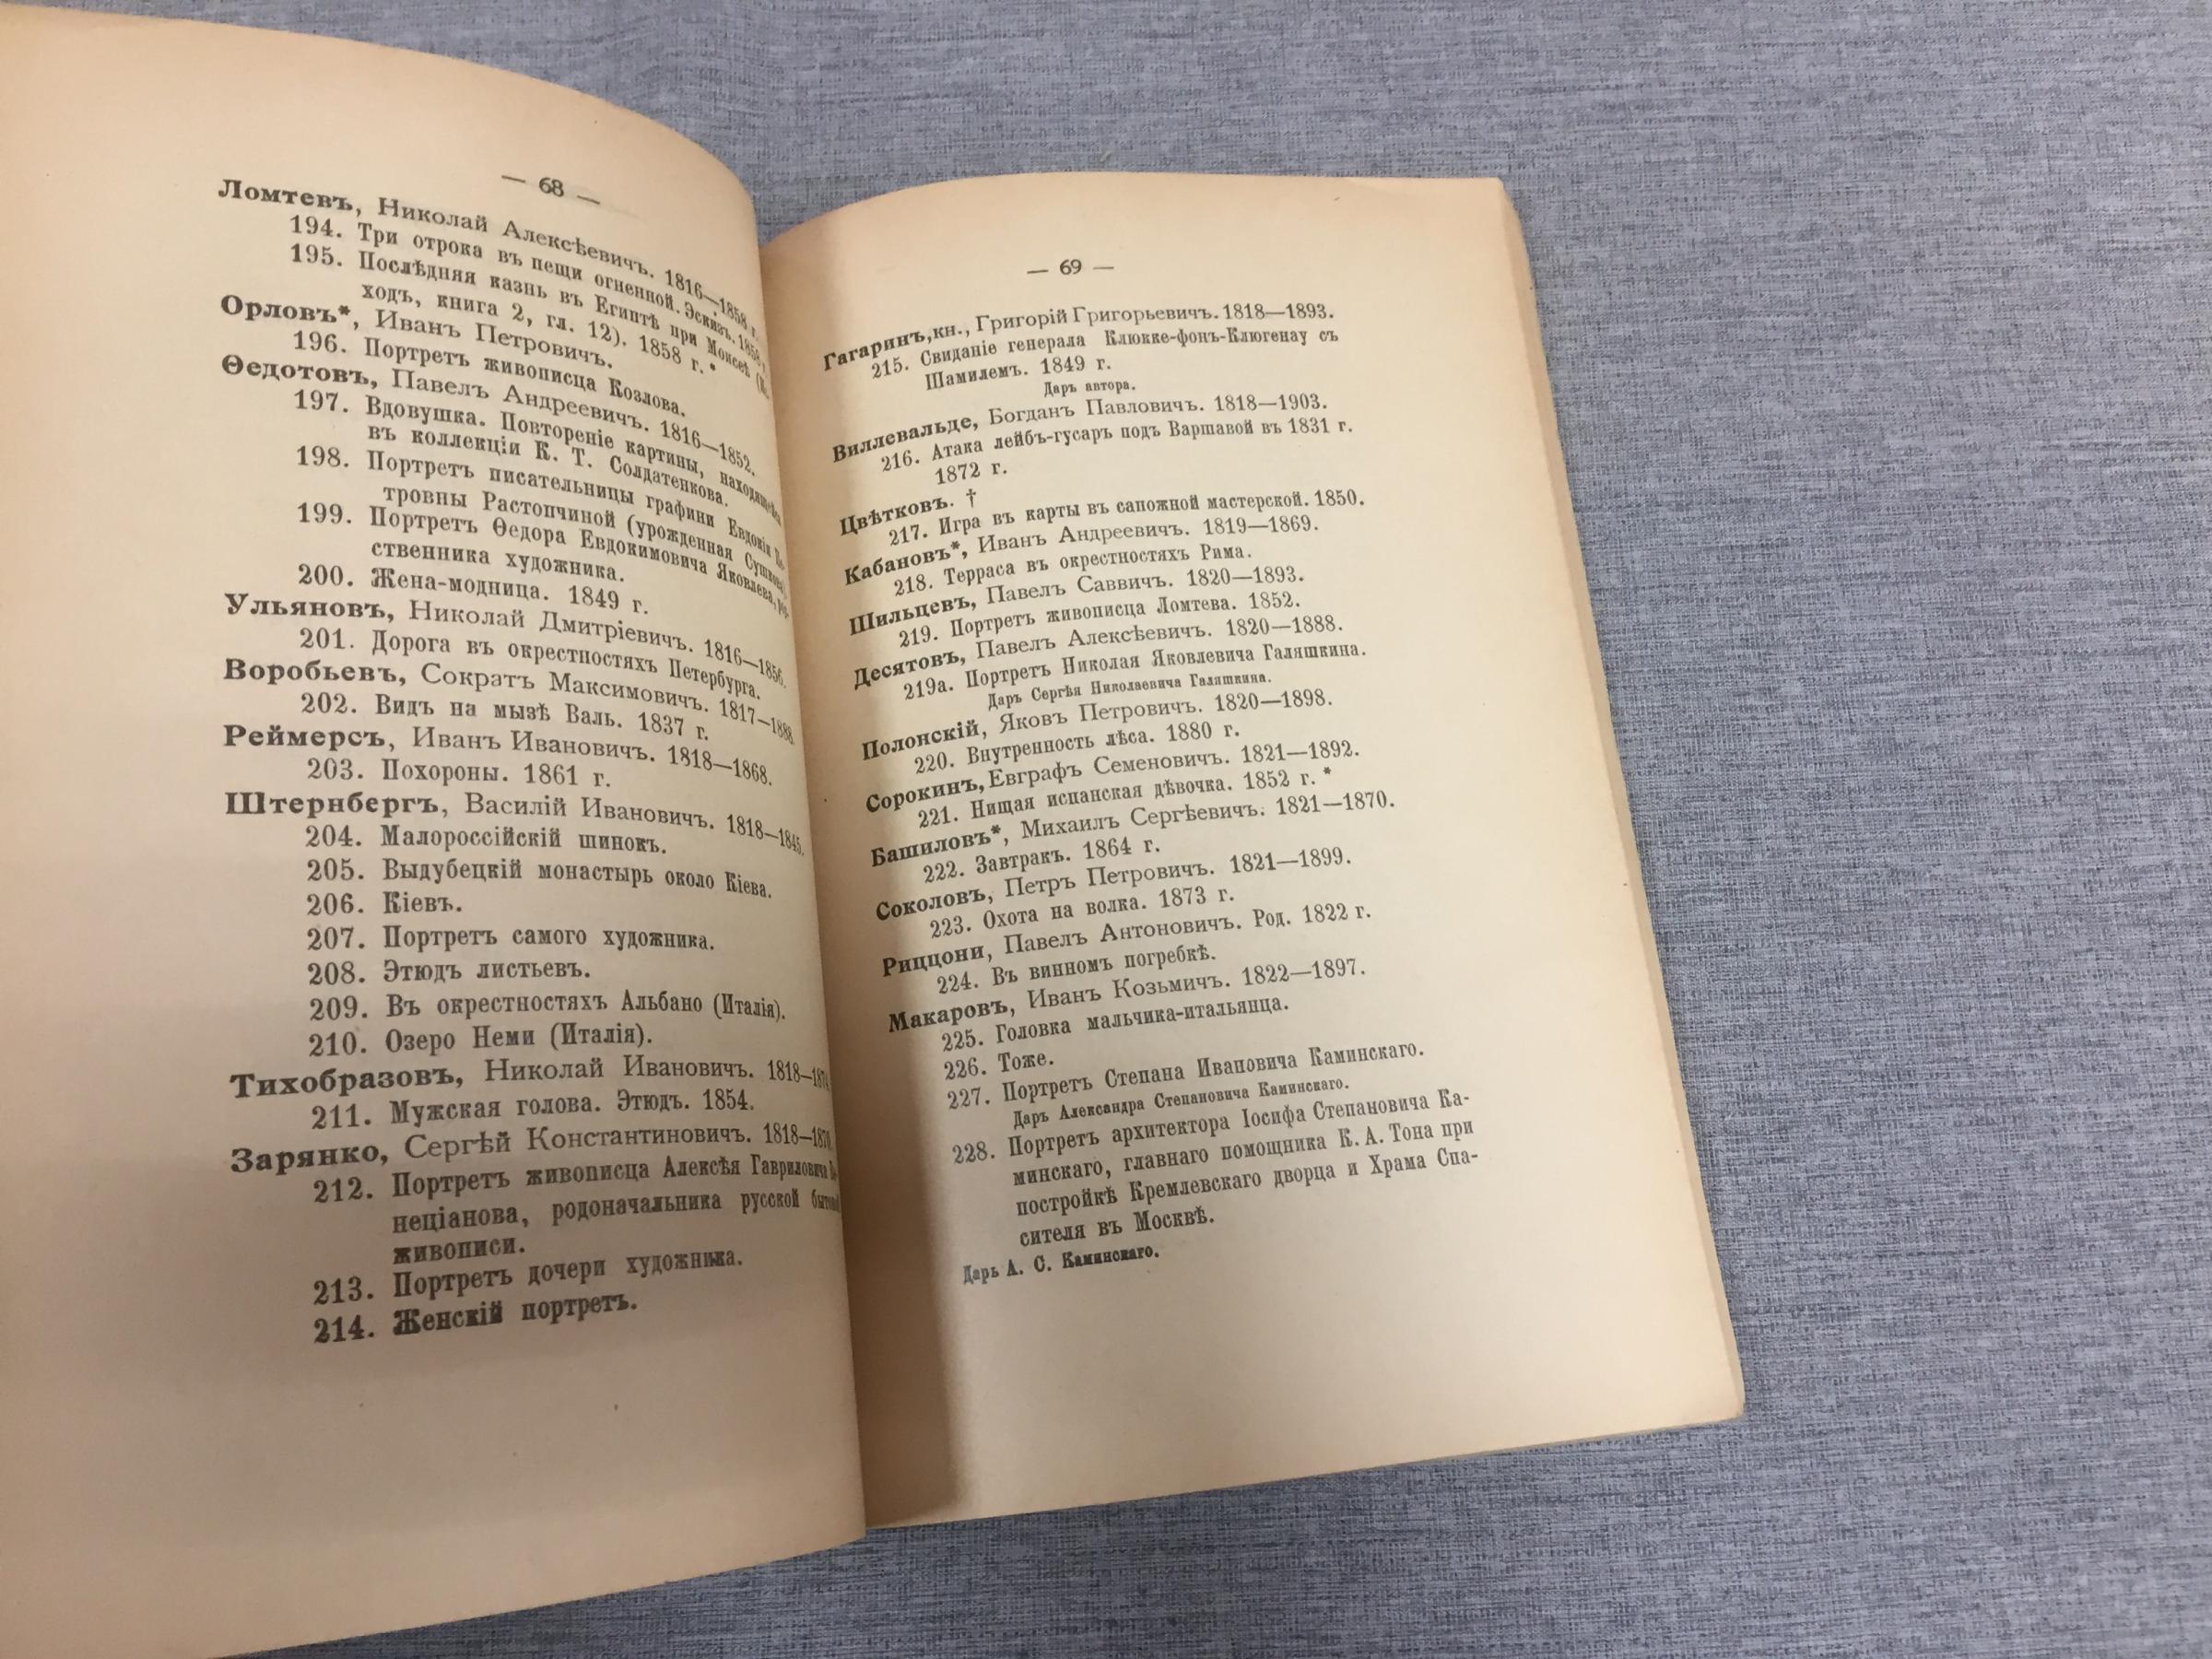 — 68 —
Ломтевъ, Николай Алексѣевичъ. 1816—1858 г.
194. Три отрока въ пещи огненной. Эскизъ. 1858
195. Послѣдняя казнь въ Египтѣ при Моисеѣ
ходъ, книга 2, гл. 12). 1858 г. *
Орловъ*, Иванъ Петровичъ.
196. Портретъ живописца Козлова.
Ѳедотовъ, Павелъ Андреевичъ. 1816—1852.
197. Вдовушка. Повтореніе картины, находящейся
въ коллекціи К. Т. Солдатенкова.
198. Портретъ писательницы графини Евдокіи Пе-
тровны Растопчиной (урожденная Сушкова).
199. Портретъ Ѳедора Евдокимовича Яковлева,
ственника художника.
200. Жена-модница. 1849 г.
Ульяновъ, Николай Дмитріевичъ. 1816—1856.
201. Дорога въ окрестностяхъ Петербурга.
Воробьевъ, Сократъ Максимовичъ. 1817—1888
202. Видъ на мызѣ Валь. 1837 г.
Реймерсъ, Иванъ Ивановичъ. 1818—1868.
203. Похороны. 1861 г.
Штернбергъ, Василій Ивановичъ. 1818—1845.
204. Малороссійскій шинокъ.
205. Выдубецкій монастырь около Кіева.
206. Кіевъ.
207. Портретъ самого художника.
208. Этюдъ листьевъ.
209. Въ окрестностяхъ Альбано (Италія).
210. Озеро Неми (Италія).
Тихобразовъ, Николай Ивановичъ. 1818—1874
211. Мужская голова. Этюдъ. 1854.
Зарянко, Сергѣй Константиновичъ. 1818—1870.
212. Портретъ живописца Алексѣя Гавриловича Ве-
неціанова, родоначальника русской бытовой
живописи.
213. Портретъ дочери художника.
214. Женскій портретъ.
— 69 —
Гагаринъ, кн., Григорій Григорьевичъ. 1818—1893.
215. Свиданіе генерала Клюкке-фонъ-Клюгенау съ
Шамилемъ. 1849 г.
Даръ автора.
Виллевальде, Богданъ Павловичъ. 1818—1903.
216. Атака лейбъ-гусаръ подъ Варшавой въ 1831 г.
1872 г.
Цвѣтковъ. †
217. Игра въ карты въ сапожной мастерской. 1850.
Кабановъ*, Иванъ Андреевичъ. 1819—1869.
218. Терраса въ окрестностяхъ Рима.
Шильцевъ, Павелъ Саввичъ. 1820—1893.
219. Портретъ живописца Ломтева. 1852.
Десятовъ, Павелъ Алексѣевичъ. 1820—1888.
219а. Портретъ Николая Яковлевича Галяшкина.
Даръ Сергѣя Николаевича Галяшкина.
Полонскій, Яковъ Петровичъ. 1820—1898.
220. Внутренность лѣса. 1880 г.
Сорокинъ, Евграфъ Семеновичъ. 1821—1892.
221. Нищая испанская дѣвочка. 1852 г. *
Башиловъ*, Михаилъ Сергѣевичъ. 1821—1870.
222. Завтракъ. 1864 г.
Соколовъ, Петръ Петровичъ. 1821—1899.
223. Охота на волка. 1873 г.
Риццони, Павелъ Антоновичъ. Род. 1822 г.
224. Въ винномъ погребкѣ.
Макаровъ, Иванъ Козьмичъ. 1822—1897.
225. Головка мальчика-итальянца.
226. Тоже.
227. Портретъ Степана Ивановича Каминскаго.
Даръ Александра Степановича Каминскаго.
228. Портретъ архитектора Іосифа Степановича Ка-
минскаго, главнаго помощника К. А. Тона при
постройкѣ Кремлевскаго дворца и Храма Спа-
сителя въ Москвѣ.
Даръ А. С. Каминскаго.